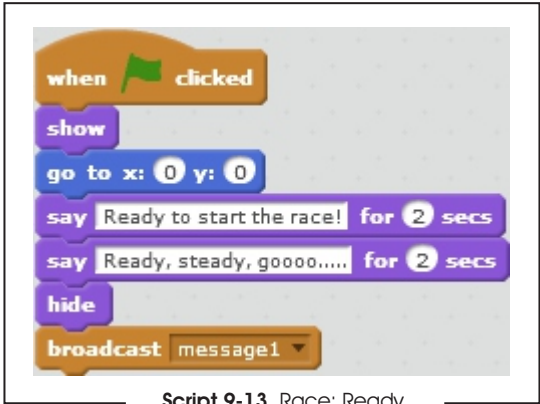 when clicked
show
go to x: 0 y: 0
say Ready to start the race! for 2 secs
say Ready, steady, goooo..... for 2 secs
hide
broadcast message1
Script 9-13 Race: Ready